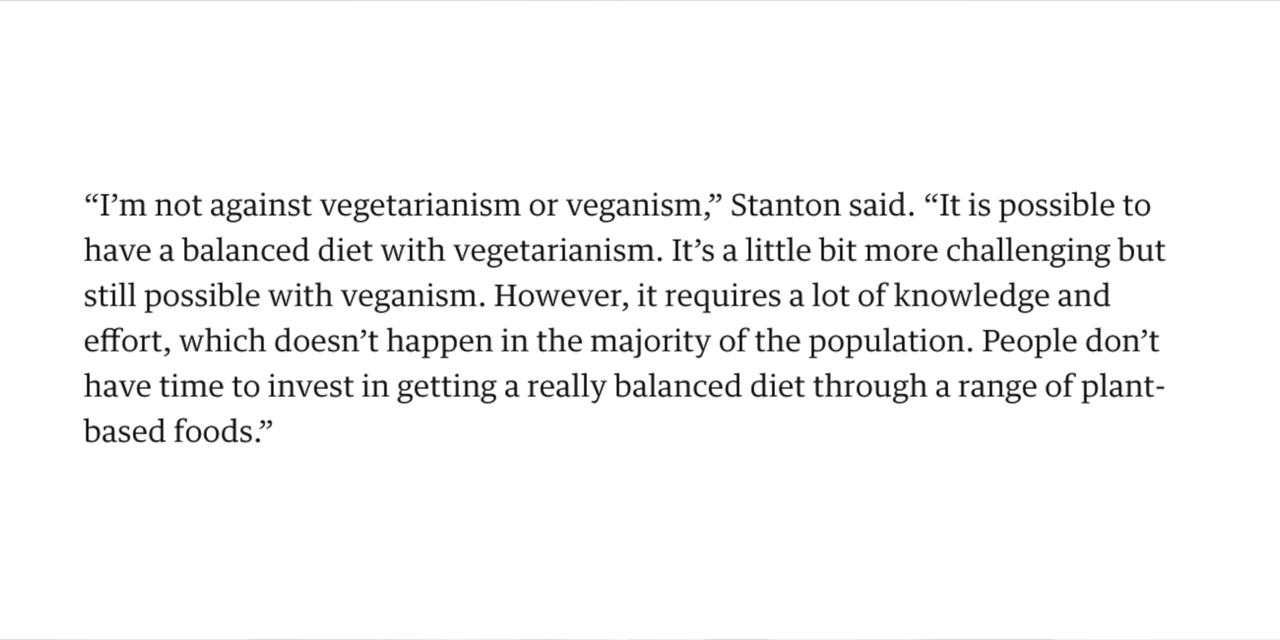 “I’m not against vegetarianism or veganism,” Stanton said. “It is possible to
have a balanced diet with vegetarianism. It’s a little bit more challenging but
still possible with veganism. However, it requires a lot of knowledge and
effort, which doesn’t happen in the majority of the population. People don’t
have time to invest in getting a really balanced diet through a range of plant-
based foods.”